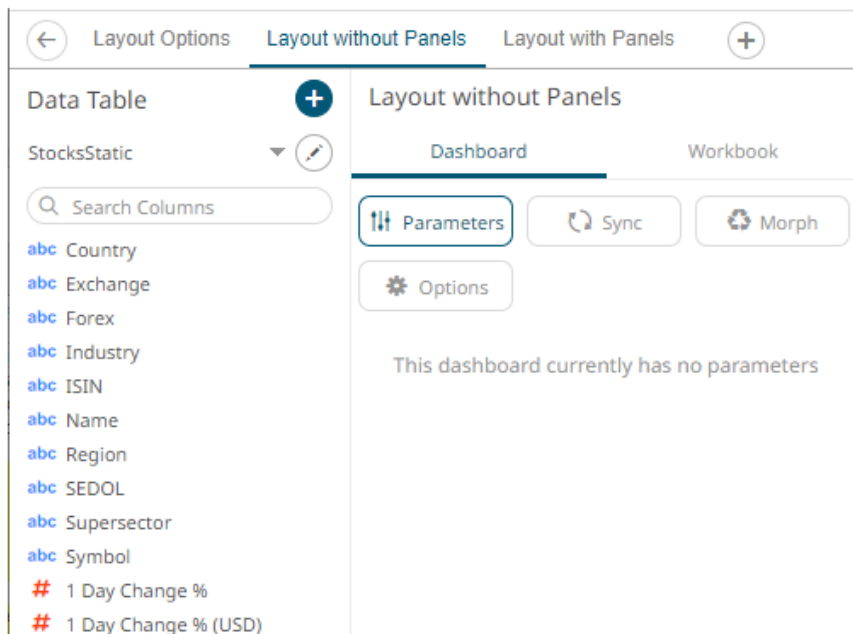 Layout Options Layout without Panels Layout with Panels
Data Table
StocksStatic
Search Columns
abc Country
abc Exchange
abc Forex
abc Industry
abc ISIN
abc Name
abc Region
abc SEDOL
abc Supersector
abc Symbol
# 1 Day Change %
# 1 Day Change % (USD)
Layout without Panels
Dashboard Workbook
Parameters Sync Morph
Options
This dashboard currently has no parameters